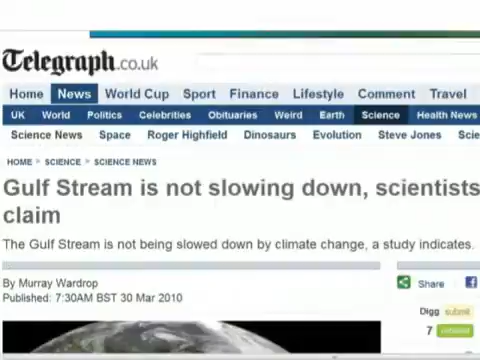 Telegraph.co.uk
Home News World Cup Sport Finance Lifestyle Comment Travel
UK World Politics Celebrities Obituaries Weird Earth Science Health News
Science News Space Roger Highfield Dinosaurs Evolution Steve Jones Scie
HOME > SCIENCE > SCIENCE NEWS
Gulf Stream is not slowing down, scientists
claim
The Gulf Stream is not being slowed down by climate change, a study indicates.
By Murray Wardrop
Published: 7:30AM BST 30 Mar 2010
Share
Digg submit
7